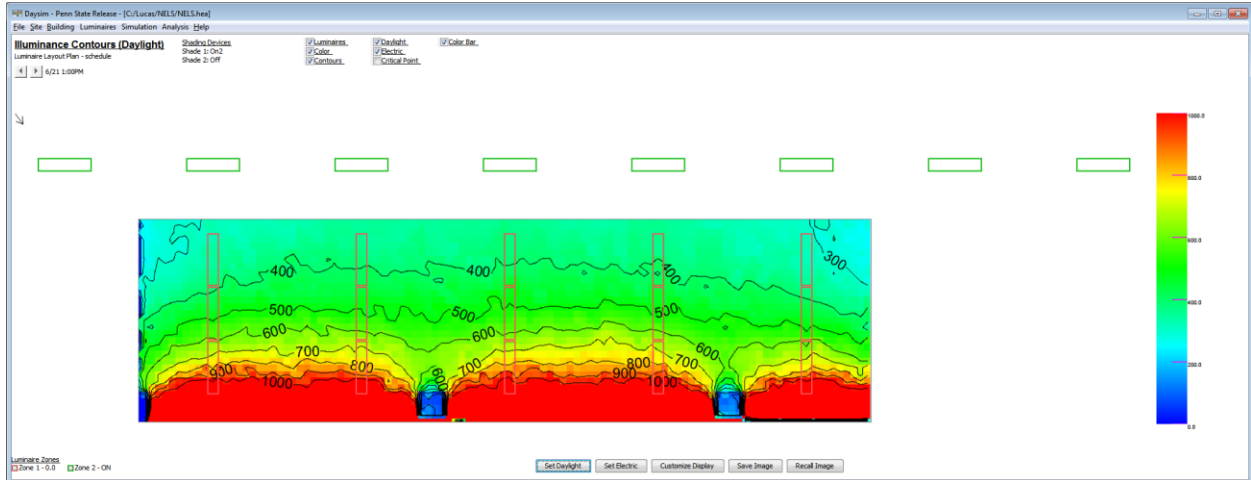 Daysim - Penn State Release - [C:/Lucas/NELS/NELS.hea]
File Site Building Luminaires Simulation Analysis Help
Illuminance Contours (Daylight)
Luminaire Layout Plan - schedule
6/21 1:00PM
Shading Devices
Shade 1: On2
Shade 2: Off
Luminaires Daylight Color Bar
Color Electric
Contours Critical Point
1000.0
800.0
600.0
400.0
200.0
0.0
300
400 400 400
500 500 500
600 600 600
700 700 700
900 800 800
1000 600 900 1000
Luminaire Zones
Zone 1 - 0.0 Zone 2 - ON
Set Daylight Set Electric Customize Display Save Image Recall Image